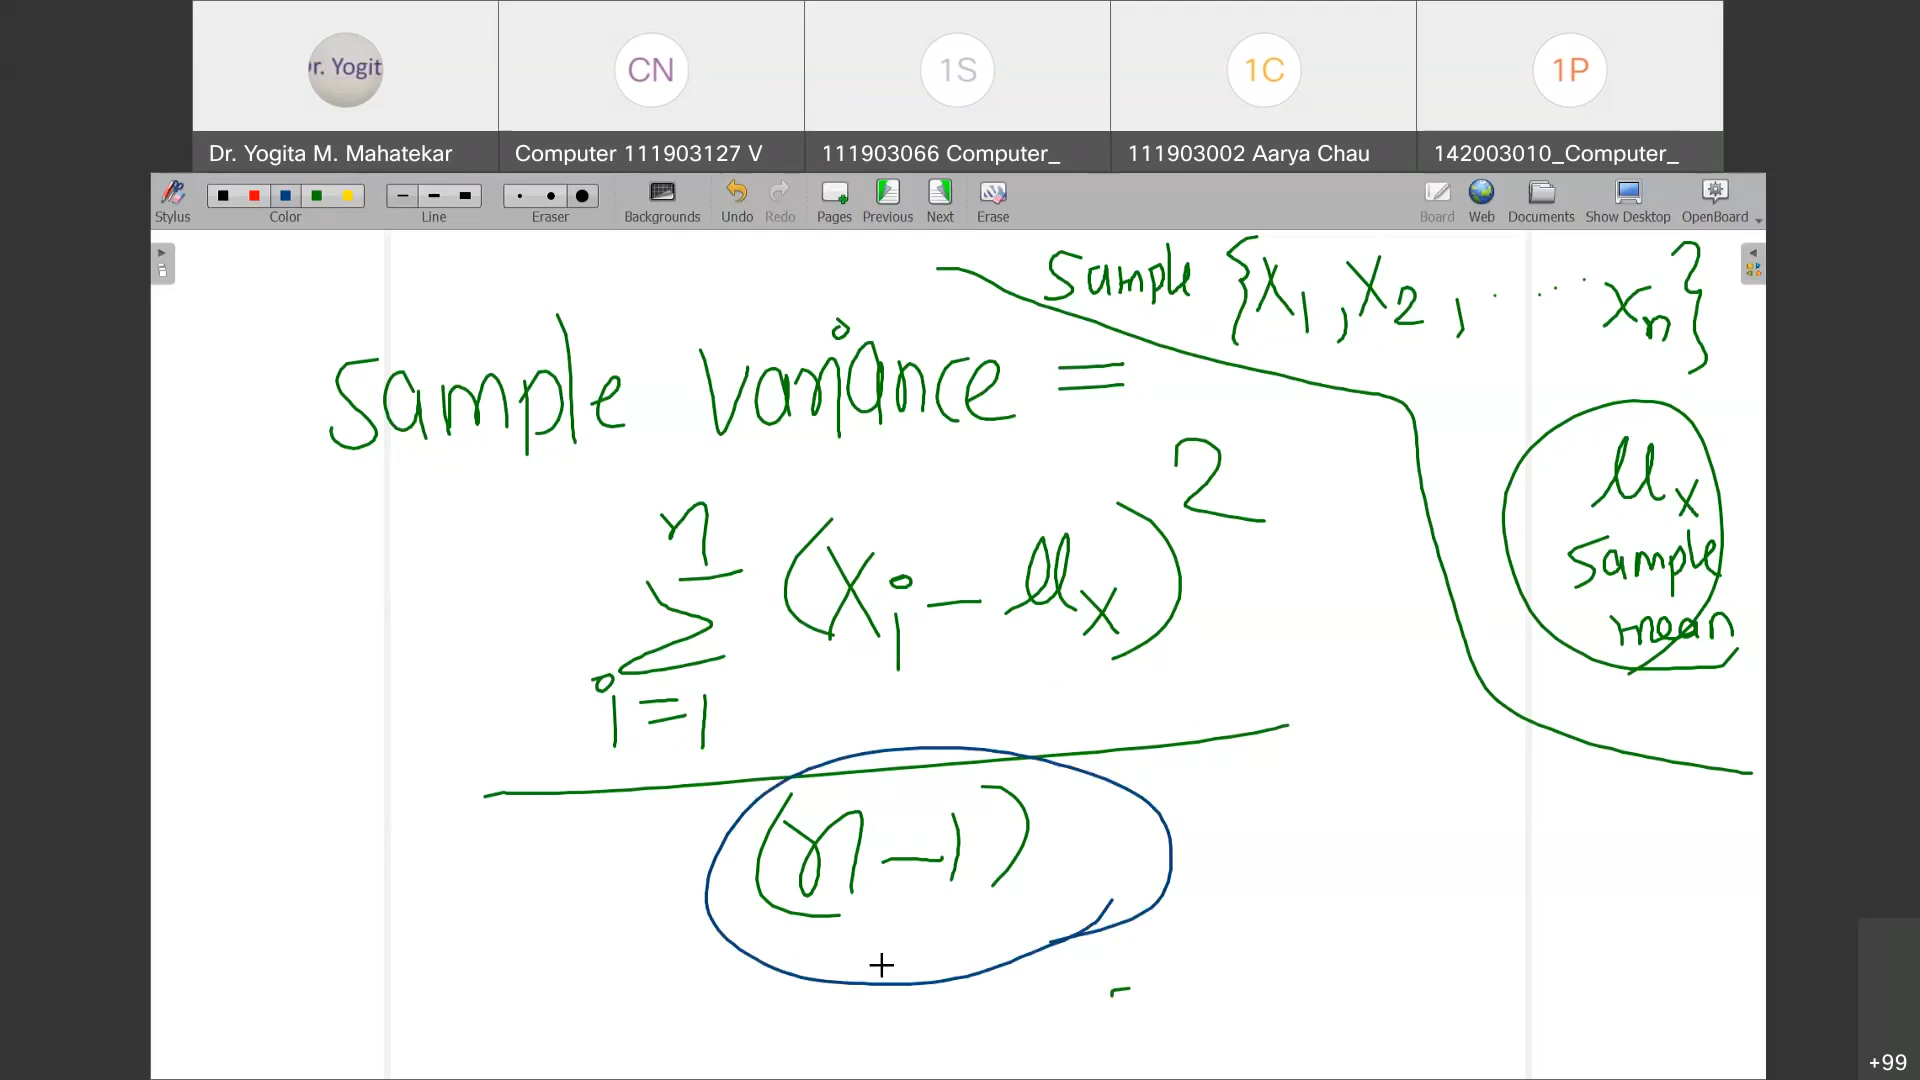 r. Yogit
CN
1S
1C
1P
Dr. Yogita M. Mahatekar
Computer 111903127 V
111903066 Computer_
111903002 Aarya Chau
142003010_Computer_
Stylus
Color
Line
Eraser
Backgrounds
Undo
Redo
Pages
Previous
Next
Erase
Board
Web
Documents
Show Desktop
OpenBoard
Sample {X1, X2, ..... Xn}
Sample Variance =
n
Σ (Xi - μx)2
i=1
(n-1)
μx
Sample
mean
+99